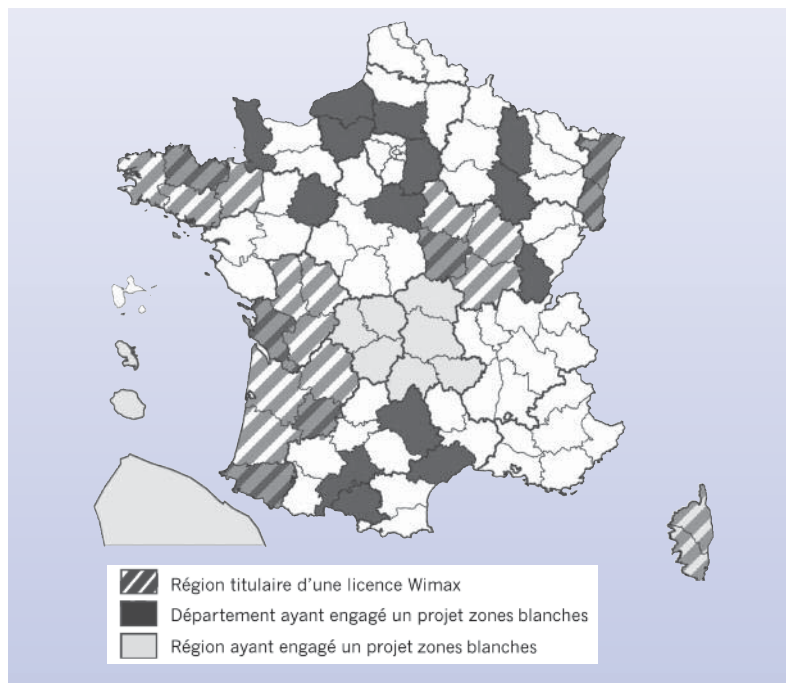 Région titulaire d'une licence Wimax
Département ayant engagé un projet zones blanches
Région ayant engagé un projet zones blanches